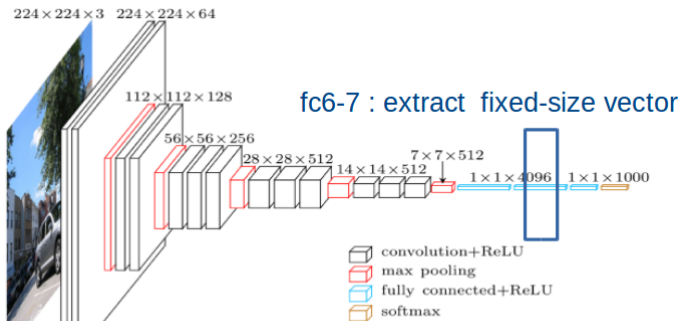 224×224×3 224×224×64
112×112×128
fc6-7 : extract fixed-size vector
56×56×256
28×28×512
7×7×512
14×14×512
1×1×4096 1×1×1000
convolution+ReLU
max pooling
fully connected+ReLU
softmax